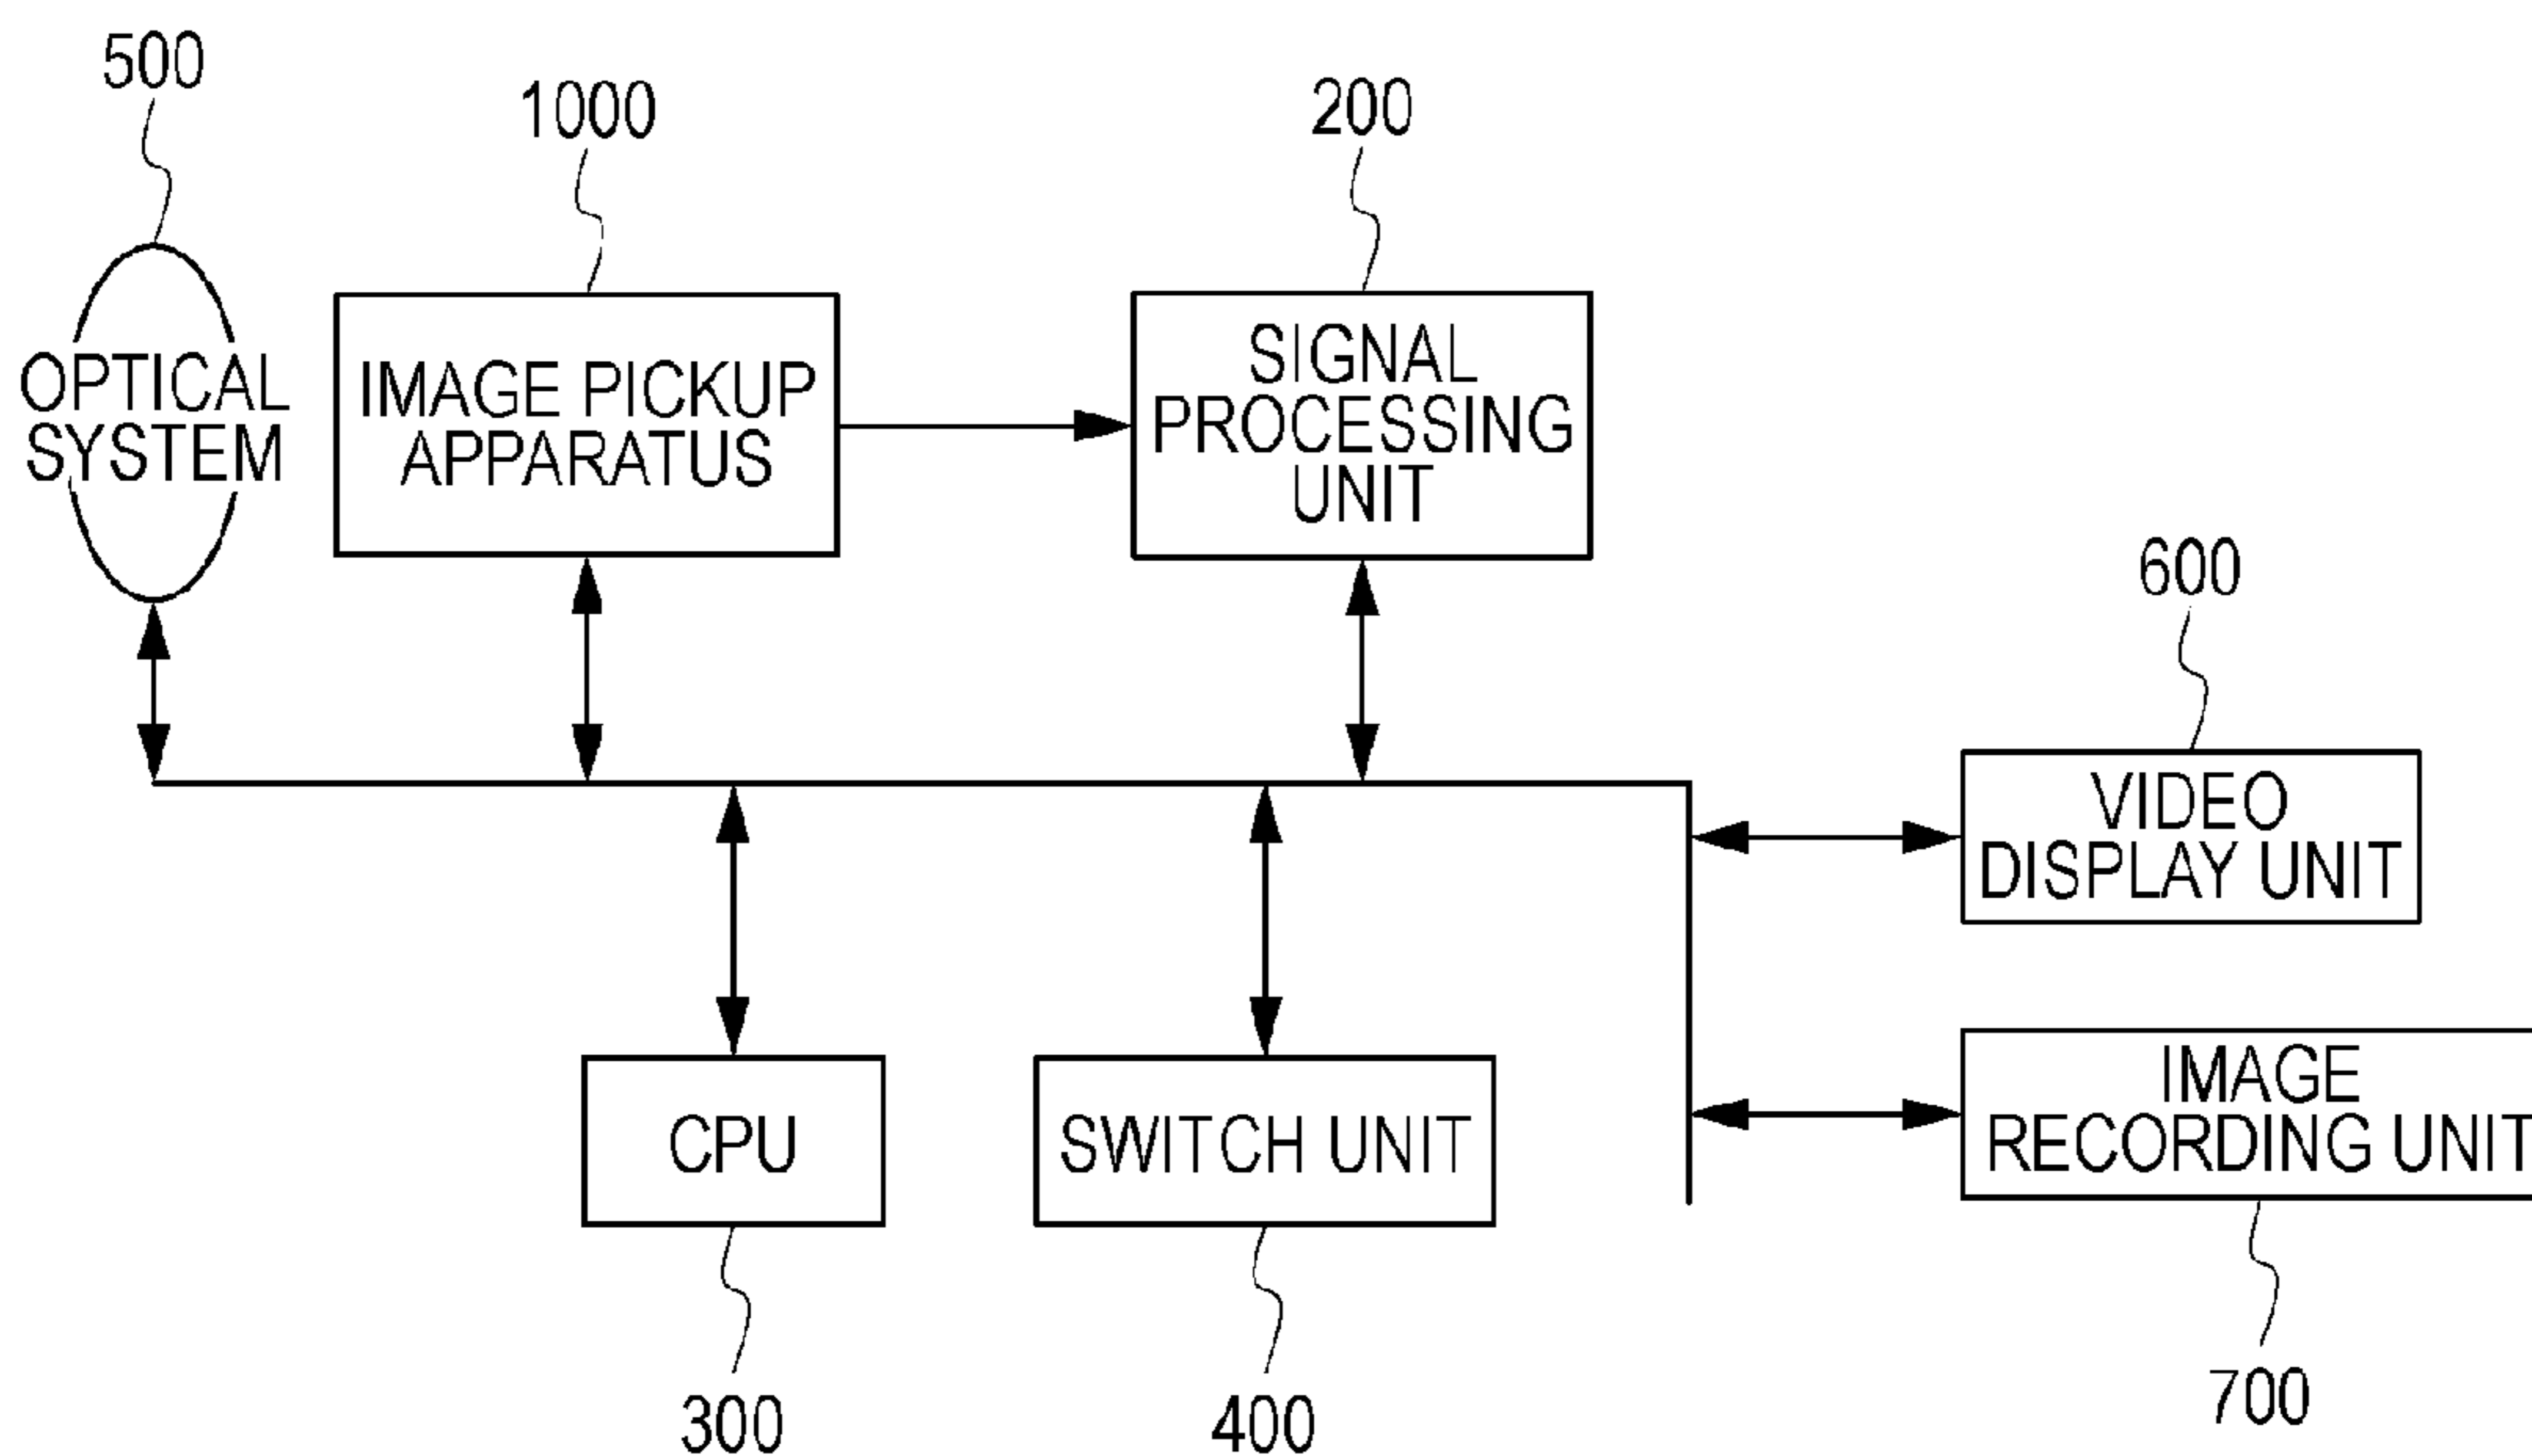 500
1000
200
OPTICAL
SYSTEM
IMAGE PICKUP
APPARATUS
SIGNAL
PROCESSING
UNIT
600
VIDEO
DISPLAY UNIT
CPU
SWITCH UNIT
IMAGE
RECORDING UNIT
300
400
700